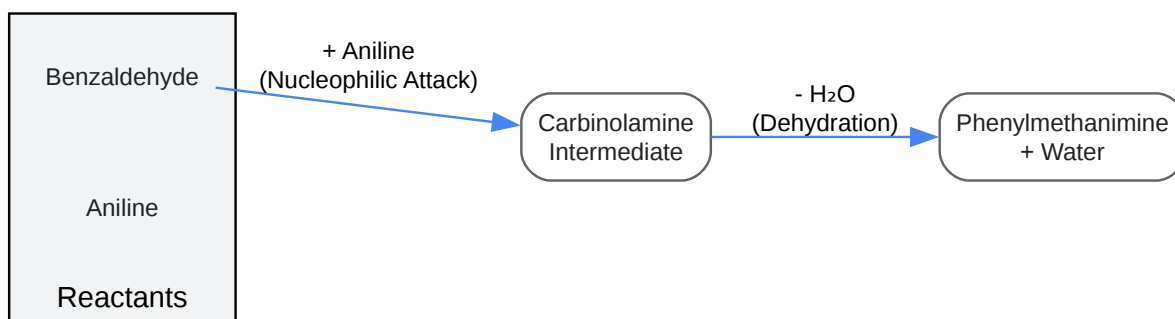 Benzaldehyde
Aniline
Reactants
+ Aniline
(Nucleophilic Attack)
Carbinolamine
Intermediate
- H₂O
(Dehydration)
Phenylmethanimine
+ Water